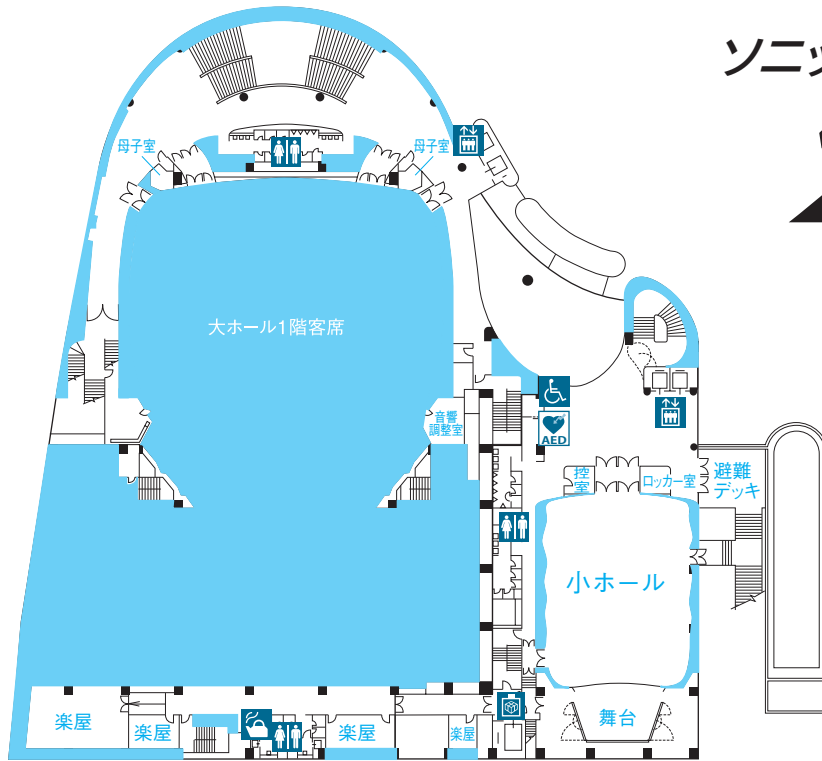 ソニッ
母子室
母子室
大ホール1階客席
音響
調整室
AED
控
室
ロッカー室
避難
デッキ
小ホール
舞台
楽屋
楽屋
楽屋
楽屋